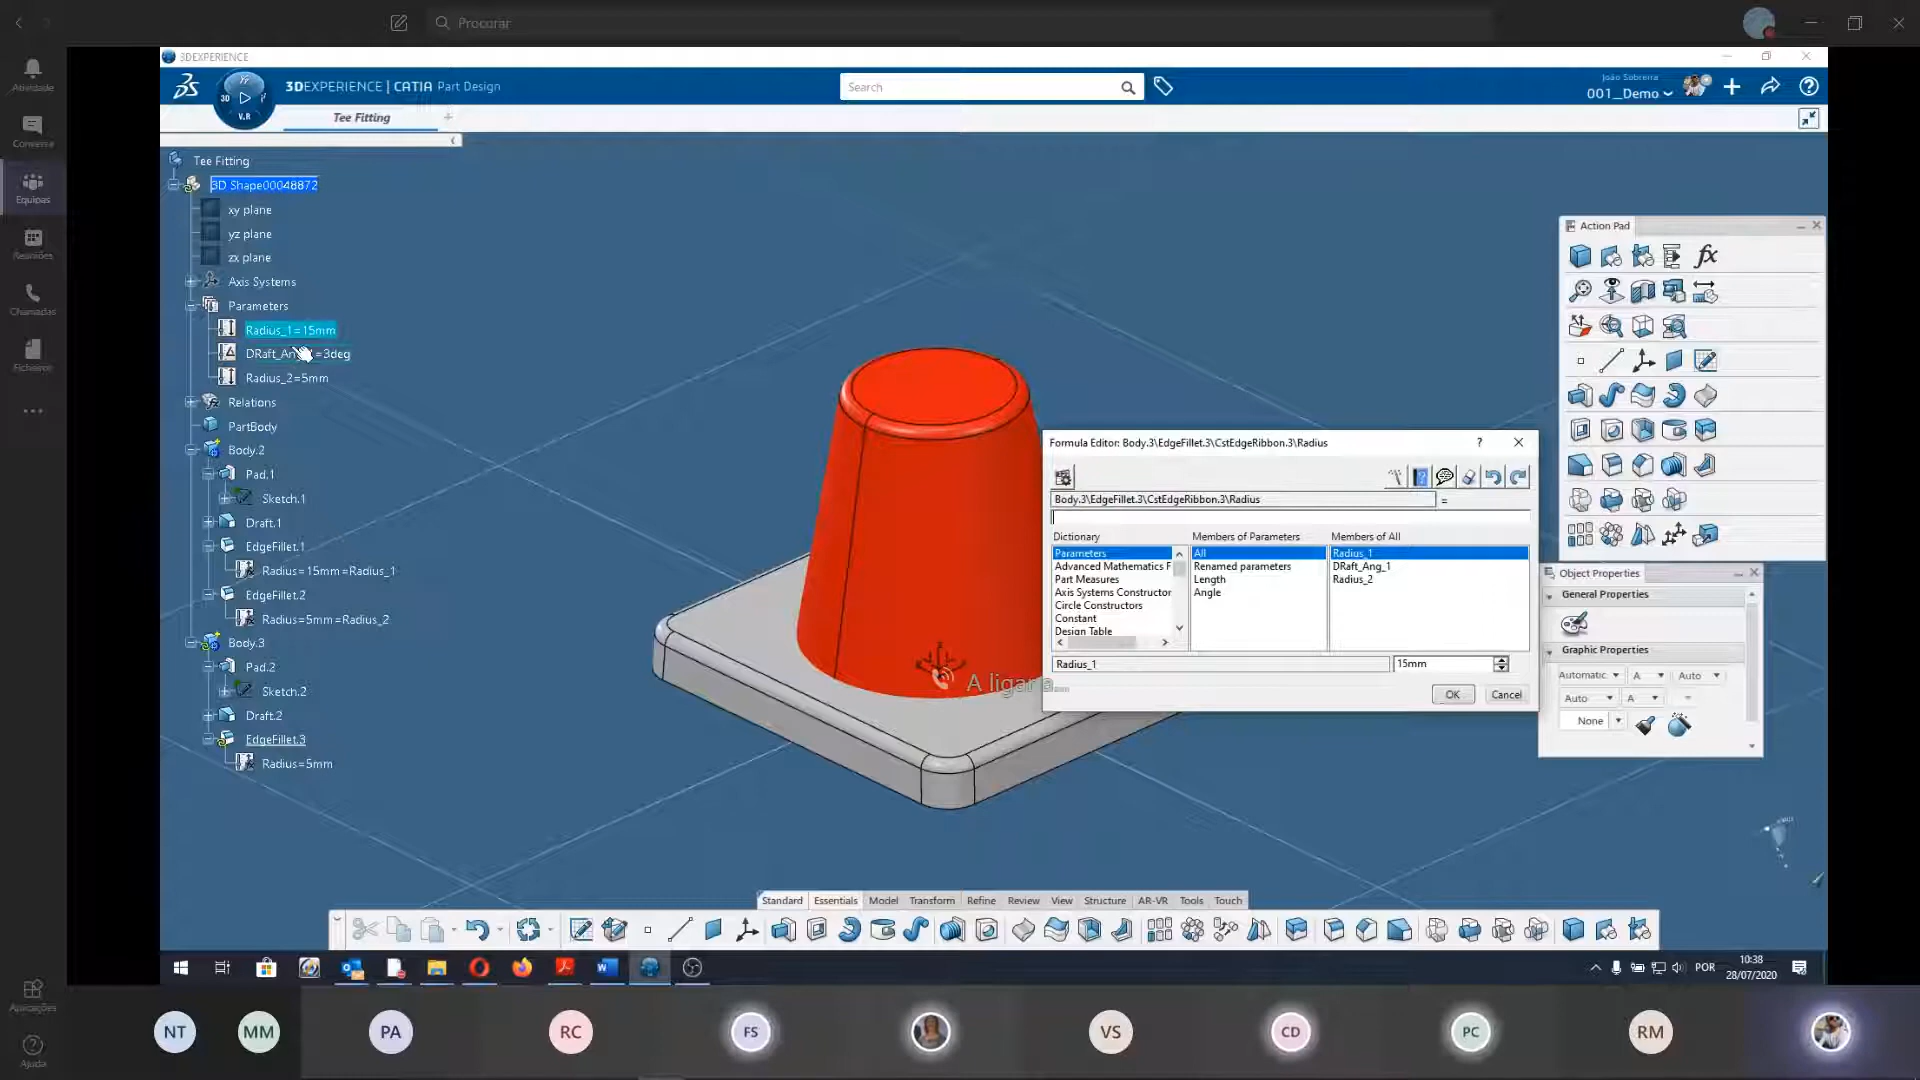 Procurar
3DEXPERIENCE
3DEXPERIENCE | CATIA Part Design
Search
João Sobreira
001_Demo
Tee Fitting
Atividade
Conversa
Equipas
Reuniões
Chamadas
Ficheiros
Aplicações
Ajuda
3D
V.R
Tee Fitting
3D Shape00048872
xy plane
yz plane
zx plane
Axis Systems
Parameters
Radius_1=15mm
=3deg
Radius_2=5mm
Relations
PartBody
Body.2
Pad.1
Sketch.1
Draft.1
EdgeFillet.1
Radius=15mm=Radius_1
EdgeFillet.2
Radius=5mm=Radius_2
Body.3
Pad.2
Sketch.2
Draft.2
EdgeFillet.3
Radius=5mm
A ligar a...
Formula Editor: Body.3\EdgeFillet.3\CstEdgeRibbon.3\Radius
Body.3\EdgeFillet.3\CstEdgeRibbon.3\Radius =
Dictionary Members of Parameters Members of All
Parameters All Radius_1
Advanced Mathematics F Renamed parameters DRaft_Ang_1
Part Measures Length Radius_2
Axis Systems Constructor Angle
Circle Constructors
Constant
Design Table
Radius_1 15mm
OK Cancel
Action Pad
fx
Object Properties
General Properties
Graphic Properties
Automatic A Auto
Auto A
None
Standard Essentials Model Transform Refine Review View Structure AR-VR Tools Touch
POR
10:38
28/07/2020
NT MM PA RC FS VS CD PC RM